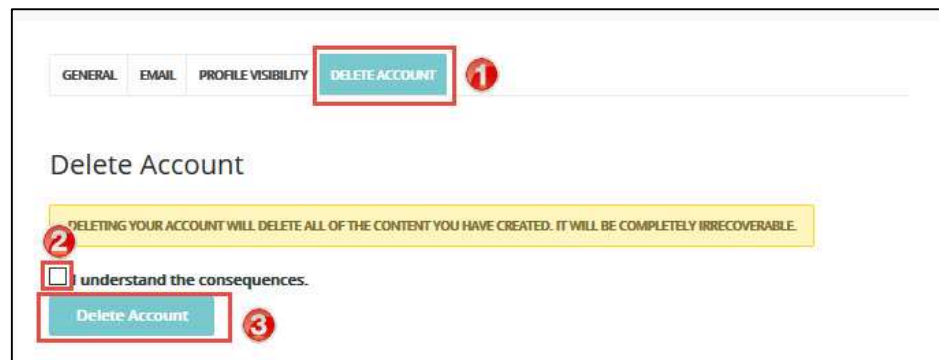 GENERAL EMAIL PROFILE VISIBILITY DELETE ACCOUNT 1
Delete Account
DELETING YOUR ACCOUNT WILL DELETE ALL OF THE CONTENT YOU HAVE CREATED. IT WILL BE COMPLETELY IRRECOVERABLE.
2
I understand the consequences.
Delete Account 3